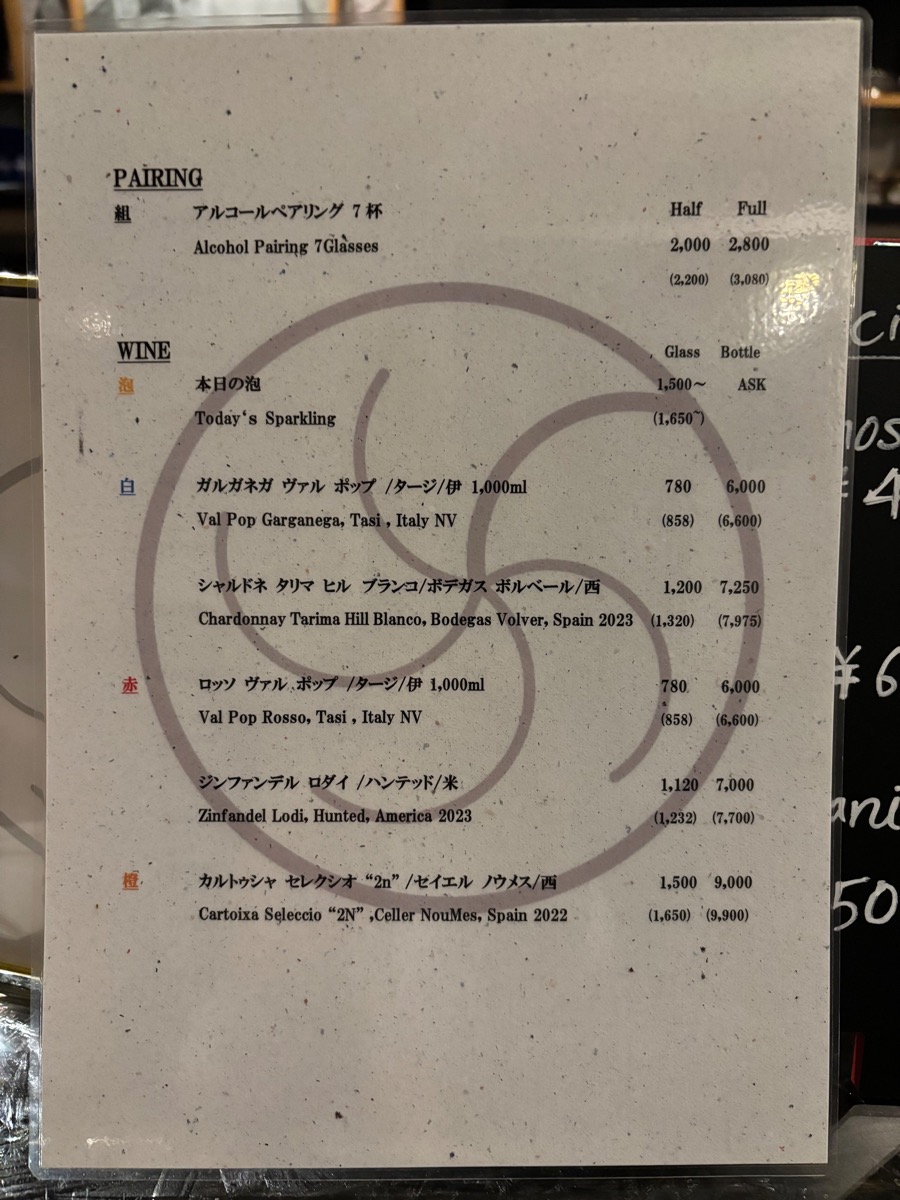 PAIRING
組 アルコールペアリング 7杯 Half Full
Alcohol Pairing 7Glasses 2,000 2,800
(2,200) (3,080)
WINE Glass Bottle
泡 本日の泡 1,500～ ASK
Today‘s Sparkling (1,650~)
白 ガルガネガ ヴァル ポップ /タージ/伊 1,000ml 780 6,000
Val Pop Garganega, Tasi , Italy NV (858) (6,600)
シャルドネ タリマ ヒル ブランコ/ボデガス ボルベール/西 1,200 7,250
Chardonnay Tarima Hill Blanco, Bodegas Volver, Spain 2023 (1,320) (7,975)
赤 ロッソ ヴァル ポップ /タージ/伊 1,000ml 780 6,000
Val Pop Rosso, Tasi , Italy NV (858) (6,600)
ジンファンデル ロダイ /ハンテッド/米 1,120 7,000
Zinfandel Lodi, Hunted, America 2023 (1,232) (7,700)
橙 カルトゥシャ セレクシオ “2n” /セイエル ノウメス/西 1,500 9,000
Cartoixa Seleccio “2N” ,Celler NouMes, Spain 2022 (1,650) (9,900)
¥6
50